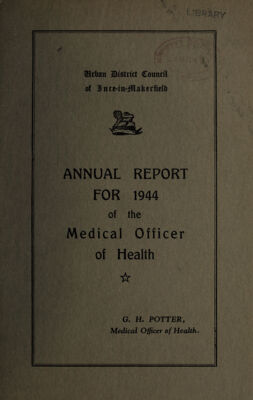 LIBRARY
Urban District Council
of Ince-in-Makerfield
ANNUAL REPORT
FOR 1944
of the
Medical Officer
of Health
G. H. POTTER,
Medical Officer of Health.